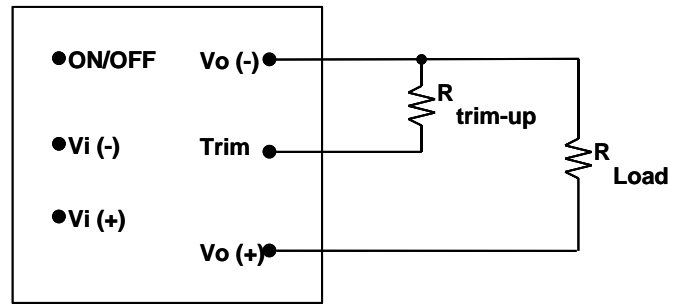 ON/OFF Vo (-)
R
trim-up
Vi (-) Trim
R
Load
Vi (+)
Vo (+)